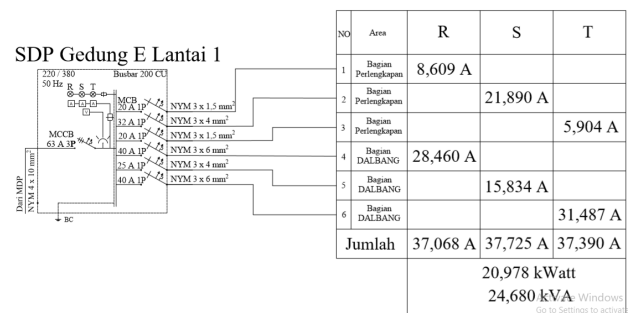 SDP Gedung E Lantai 1
220 / 380
50 Hz
Busbar 200 CU
R S T
A A A
V
MCB
20 A 1P NYM 3 x 1,5 mm²
32 A 1P NYM 3 x 4 mm²
20 A 1P NYM 3 x 1,5 mm²
40 A 1P NYM 3 x 6 mm²
25 A 1P NYM 3 x 4 mm²
40 A 1P NYM 3 x 6 mm²
MCCB
63 A 3P
Dari MDP
NYM 4 x 10 mm²
BC
NO Area R S T
1 Bagian Perlengkapan 8,609 A
2 Bagian Perlengkapan 21,890 A
3 Bagian Perlengkapan 5,904 A
4 Bagian DALBANG 28,460 A
5 Bagian DALBANG 15,834 A
6 Bagian DALBANG 31,487 A
Jumlah 37,068 A 37,725 A 37,390 A
20,978 kWatt
24,680 kVA
Windows
Go to Settings to activat